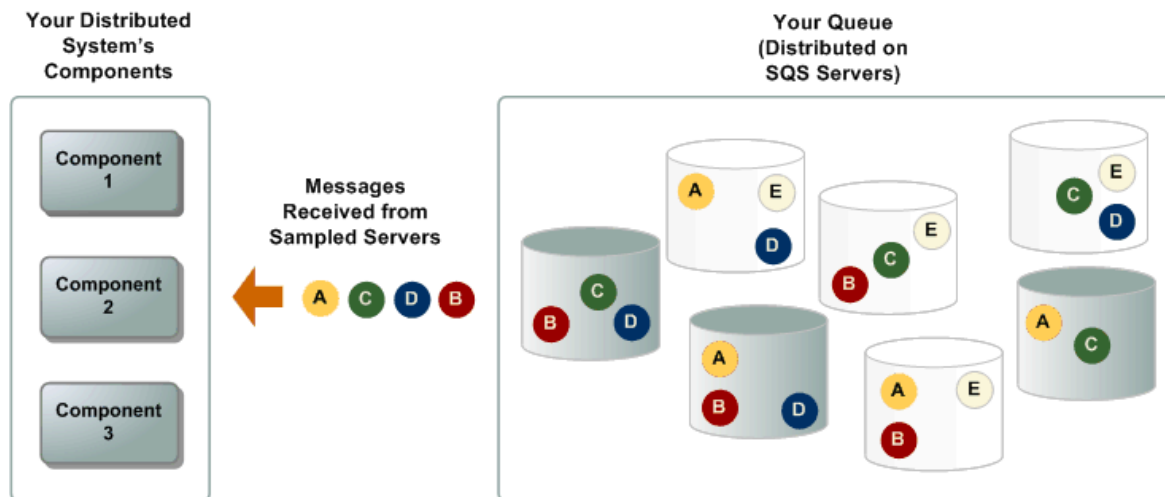 Your Distributed
System's
Components
Component
1
Component
2
Component
3
Messages
Received from
Sampled Servers
A C D B
Your Queue
(Distributed on
SQS Servers)
B C D
A E D
A B D
B C E
A E B
E C D
A C